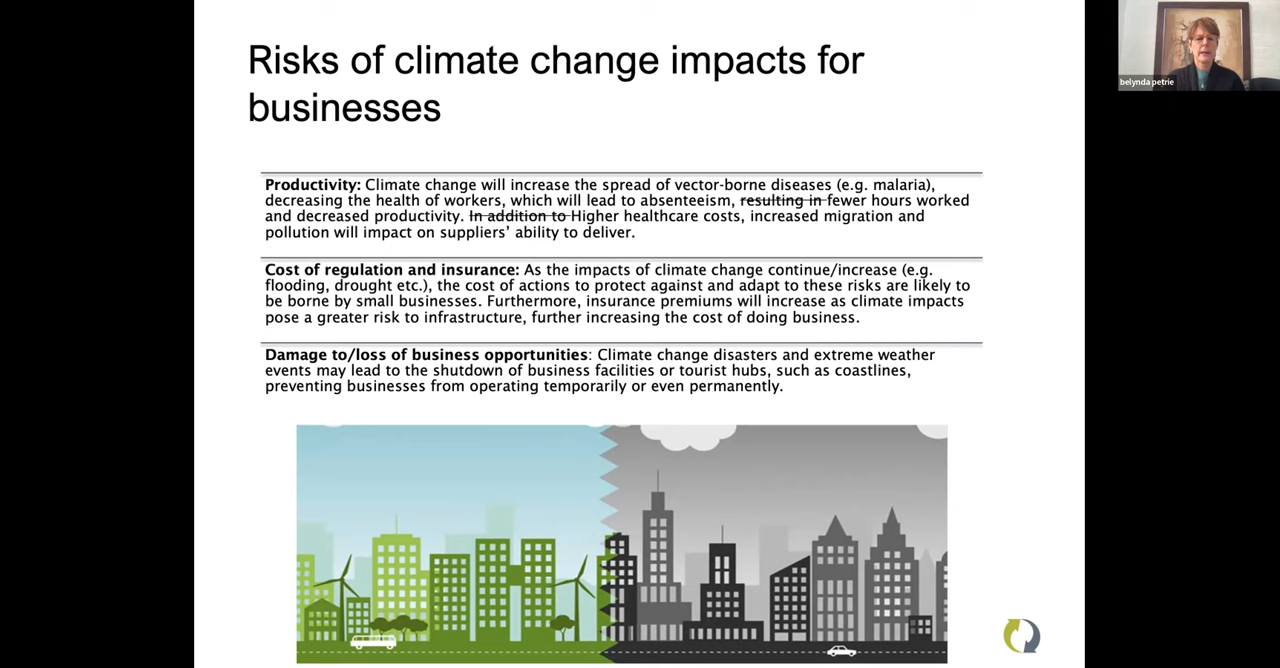 Risks of climate change impacts for
businesses
belynda petrie
Productivity: Climate change will increase the spread of vector-borne diseases (e.g. malaria),
decreasing the health of workers, which will lead to absenteeism, resulting in fewer hours worked
and decreased productivity. In addition to Higher healthcare costs, increased migration and
pollution will impact on suppliers’ ability to deliver.
Cost of regulation and insurance: As the impacts of climate change continue/increase (e.g.
flooding, drought etc.), the cost of actions to protect against and adapt to these risks are likely to
be borne by small businesses. Furthermore, insurance premiums will increase as climate impacts
pose a greater risk to infrastructure, further increasing the cost of doing business.
Damage to/loss of business opportunities: Climate change disasters and extreme weather
events may lead to the shutdown of business facilities or tourist hubs, such as coastlines,
preventing businesses from operating temporarily or even permanently.